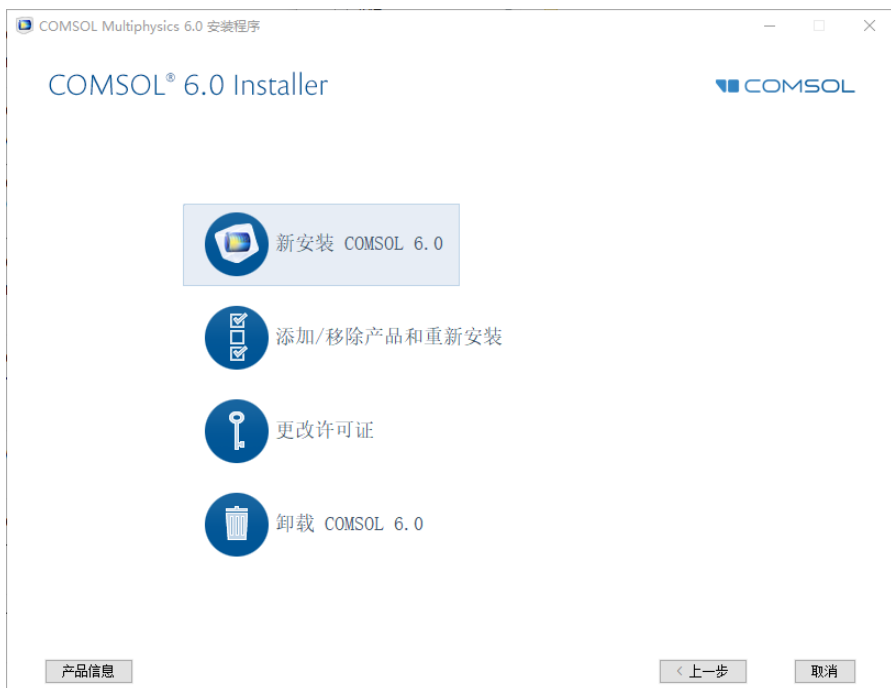 COMSOL Multiphysics 6.0 安装程序
COMSOL® 6.0 Installer
COMSOL
新安装 COMSOL 6.0
添加/移除产品和重新安装
更改许可证
卸载 COMSOL 6.0
产品信息
< 上一步
取消